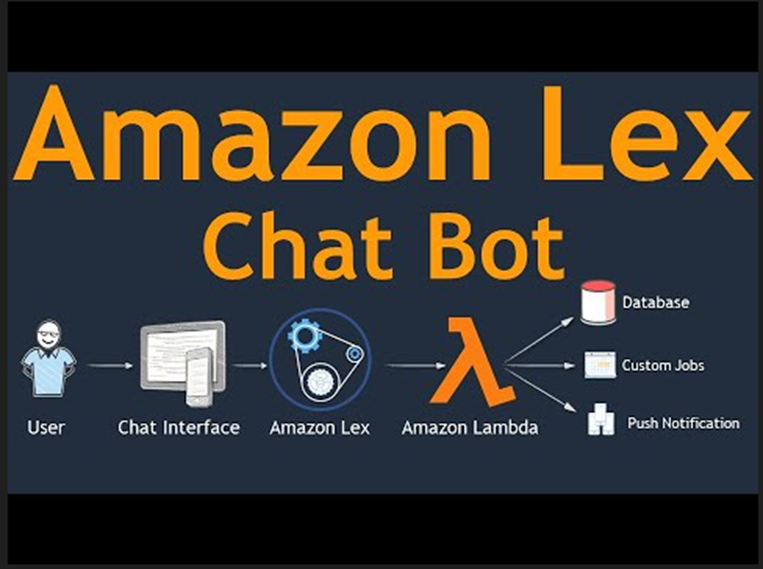 Amazon Lex
Chat Bot
Database
Custom Jobs
Push Notification
User
Chat Interface
Amazon Lex
Amazon Lambda